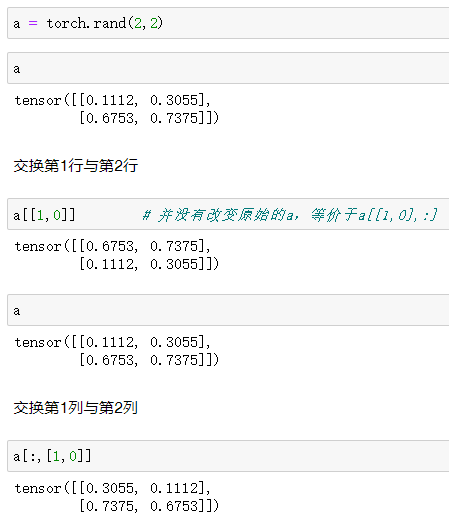 a = torch.rand(2,2)
a
tensor([[0.1112, 0.3055],
        [0.6753, 0.7375]])
交换第1行与第2行
a[[1,0]]        # 并没有改变原始的a，等价于a[[1,0],:]
tensor([[0.6753, 0.7375],
        [0.1112, 0.3055]])
a
tensor([[0.1112, 0.3055],
        [0.6753, 0.7375]])
交换第1列与第2列
a[:,[1,0]]
tensor([[0.3055, 0.1112],
        [0.7375, 0.6753]])